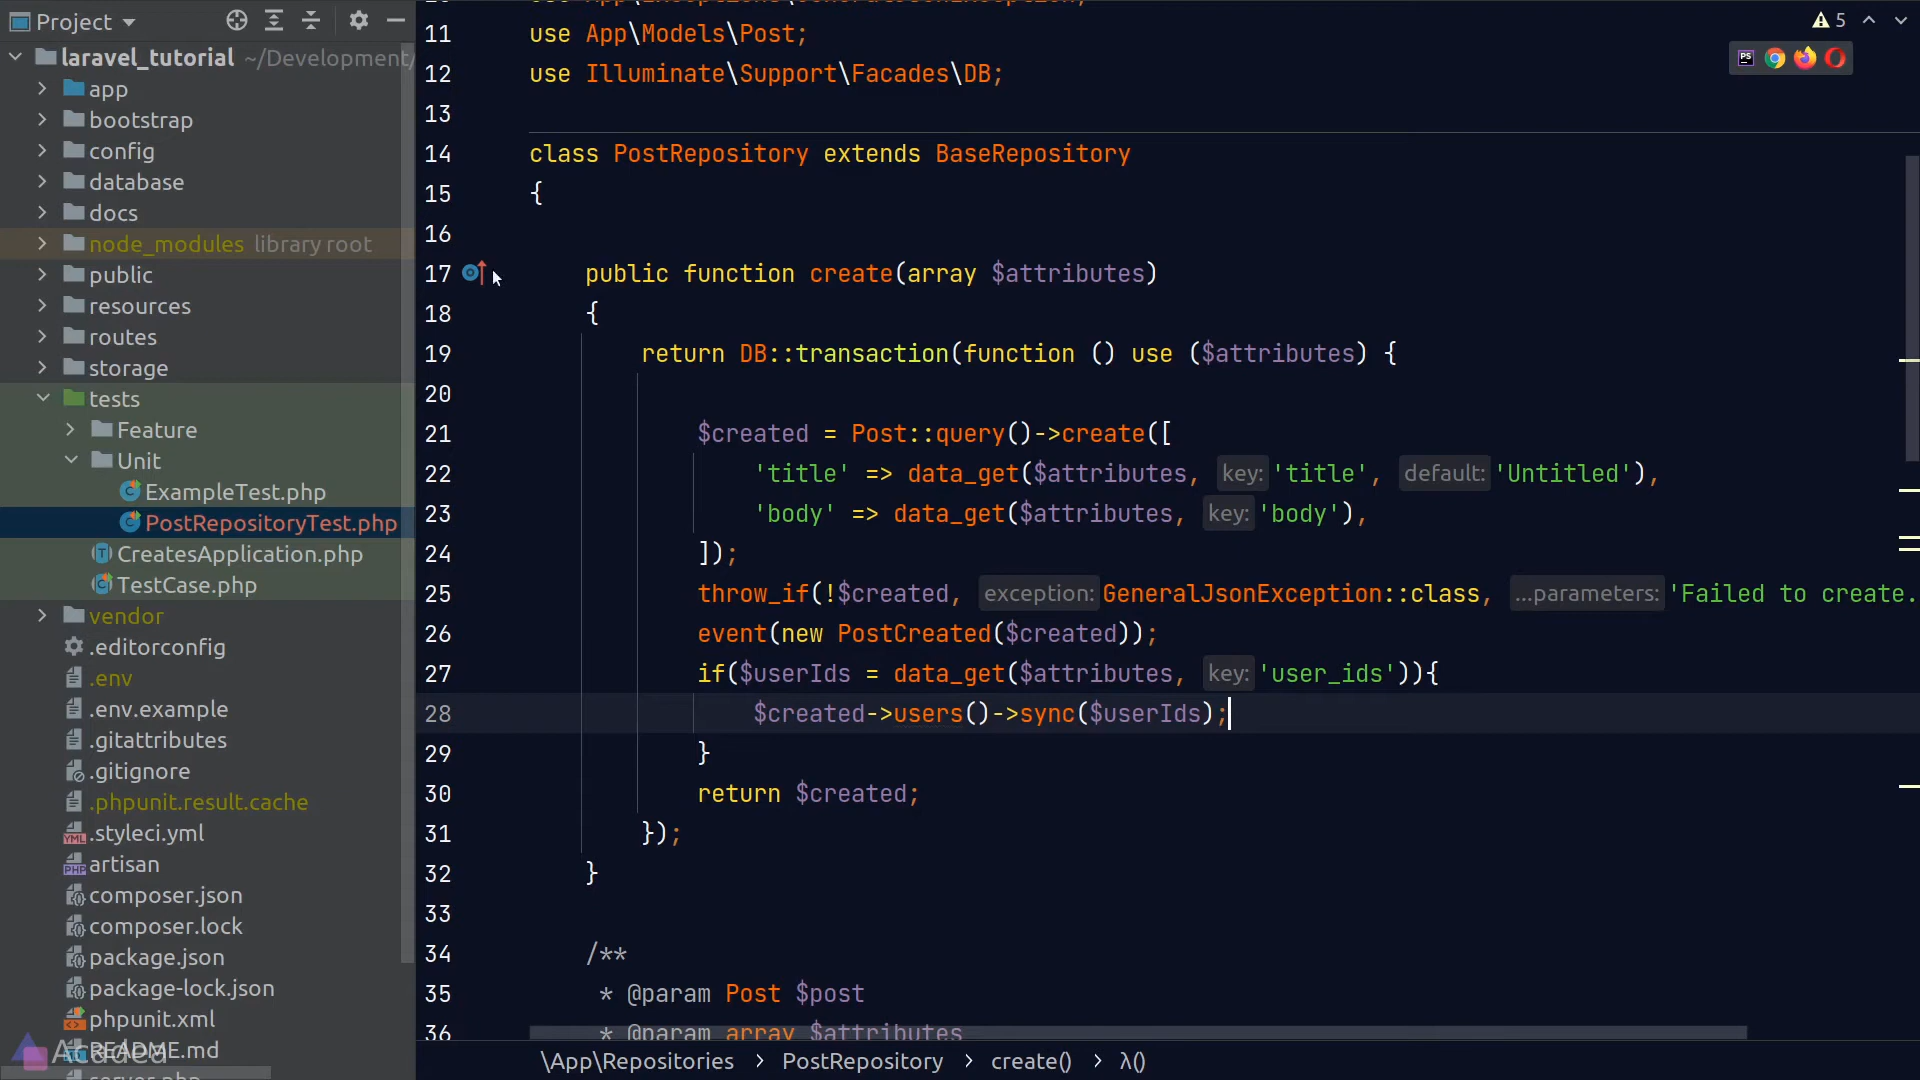 Project
laravel_tutorial ~/Development/
app
bootstrap
config
database
docs
node_modules library root
public
resources
routes
storage
tests
Feature
Unit
ExampleTest.php
PostRepositoryTest.php
CreatesApplication.php
TestCase.php
vendor
.editorconfig
.env
.env.example
.gitattributes
.gitignore
.phpunit.result.cache
.styleci.yml
artisan
composer.json
composer.lock
package.json
package-lock.json
phpunit.xml
README.md
Acadea
server.php
5
11 use App\Models\Post;
12 use Illuminate\Support\Facades\DB;
13
14 class PostRepository extends BaseRepository
15 {
16
17 public function create(array $attributes)
18 {
19 return DB::transaction(function () use ($attributes) {
20
21 $created = Post::query()->create([
22 'title' => data_get($attributes, key: 'title', default: 'Untitled'),
23 'body' => data_get($attributes, key: 'body'),
24 ]);
25 throw_if(!$created, exception: GeneralJsonException::class, ...parameters: 'Failed to create.
26 event(new PostCreated($created));
27 if($userIds = data_get($attributes, key: 'user_ids')){
28 $created->users()->sync($userIds);
29 }
30 return $created;
31 });
32 }
33
34 /**
35 * @param Post $post
36 * @param array $attributes
\App\Repositories > PostRepository > create() > λ()